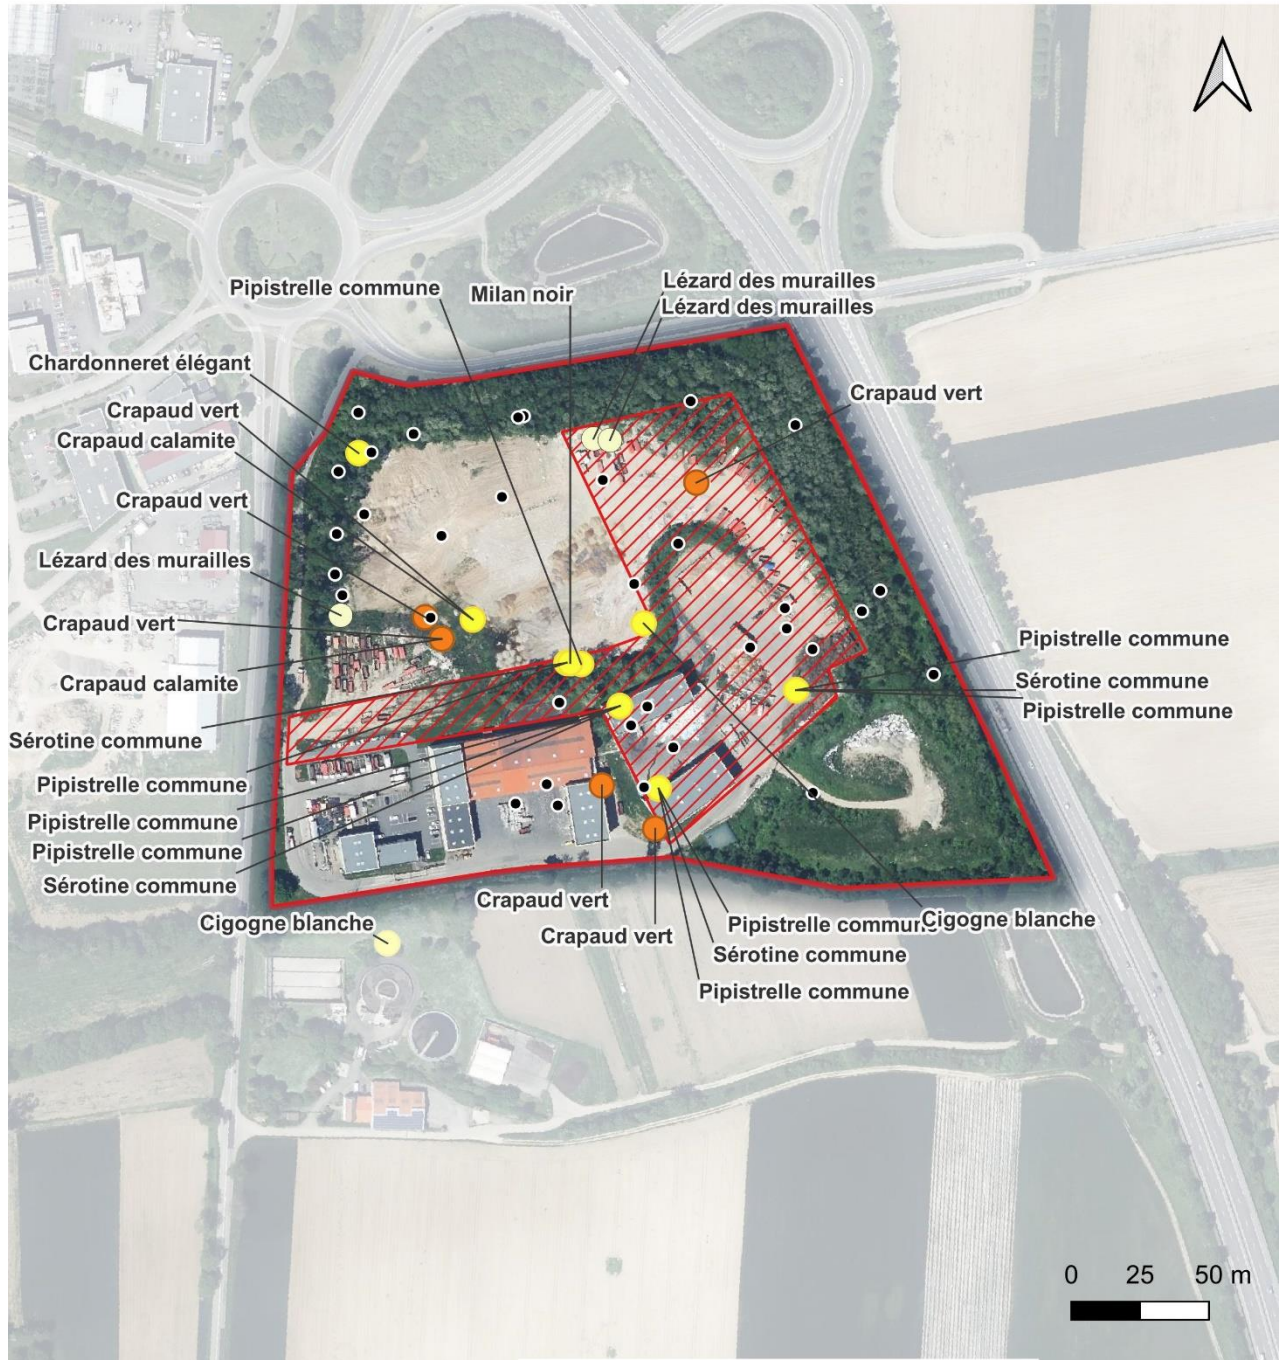 Pipistrelle commune
Milan noir
Lézard des murailles
Lézard des murailles
Chardonneret élégant
Crapaud vert
Crapaud vert
Crapaud calamite
Crapaud vert
Lézard des murailles
Crapaud vert
Pipistrelle commune
Crapaud calamite
Sérotine commune
Pipistrelle commune
Sérotine commune
Pipistrelle commune
Pipistrelle commune
Pipistrelle commune
Sérotine commune
Crapaud vert
Cigogne blanche
Pipistrelle commun
Cigogne blanche
Crapaud vert
Sérotine commune
Pipistrelle commune
0 25 50 m